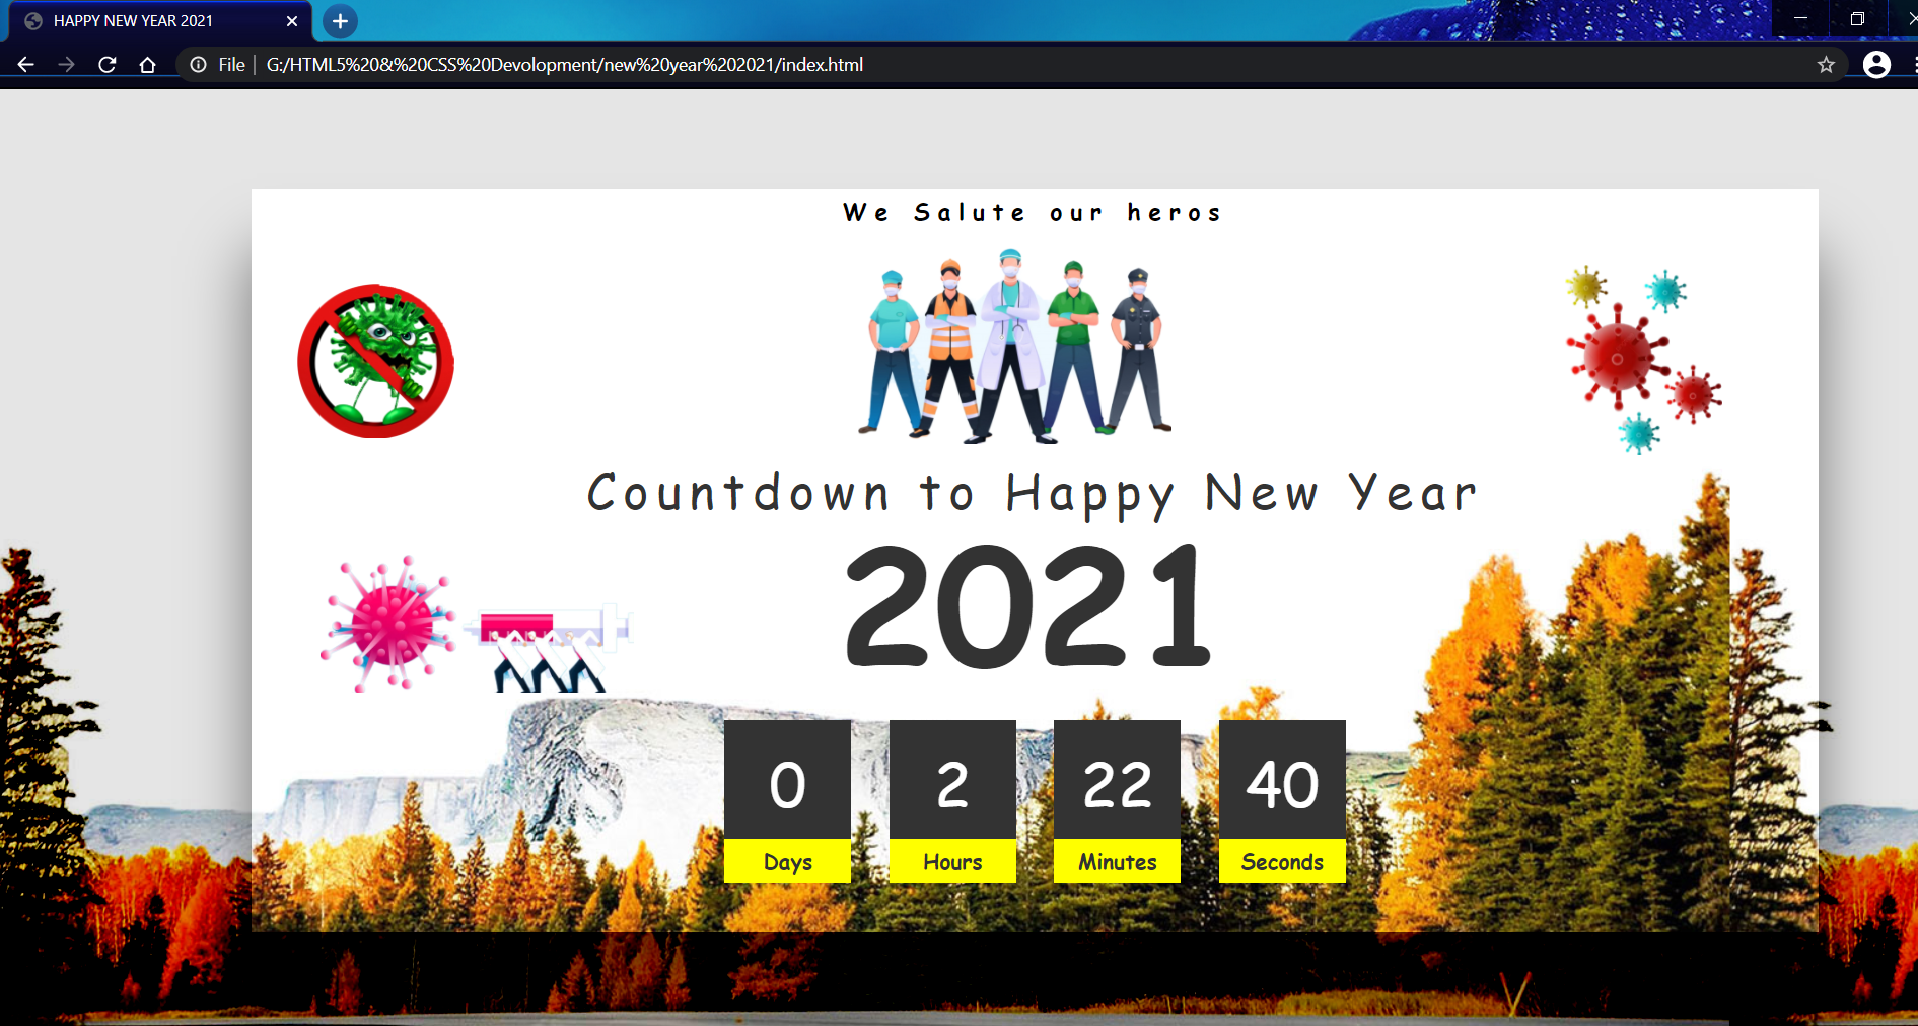 HAPPY NEW YEAR 2021
File G:/HTML5%20&%20CSS%20Devolopment/new%20year%202021/index.html
We Salute our heros
Countdown to Happy New Year
2021
0 2 22 40
Days Hours Minutes Seconds